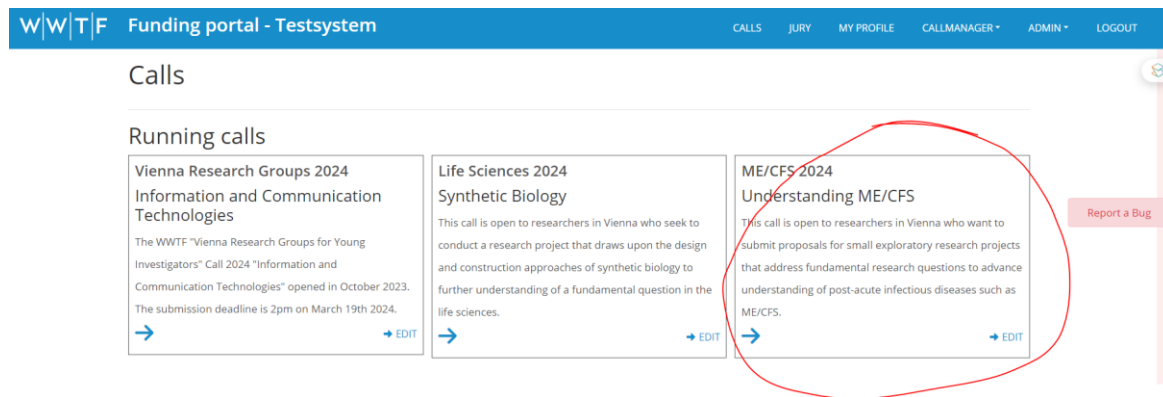 W|W|T|F Funding portal - Testsystem CALLS JURY MY PROFILE CALLMANAGER ADMIN LOGOUT
Calls
Running calls
Vienna Research Groups 2024
Information and Communication
Technologies
The WWTF "Vienna Research Groups for Young
Investigators" Call 2024 "Information and
Communication Technologies" opened in October 2023.
The submission deadline is 2pm on March 19th 2024.
EDIT
Life Sciences 2024
Synthetic Biology
This call is open to researchers in Vienna who seek to
conduct a research project that draws upon the design
and construction approaches of synthetic biology to
further understanding of a fundamental question in the
life sciences.
EDIT
ME/CFS 2024
Understanding ME/CFS
This call is open to researchers in Vienna who want to
submit proposals for small exploratory research projects
that address fundamental research questions to advance
understanding of post-acute infectious diseases such as
ME/CFS.
EDIT
Report a Bug